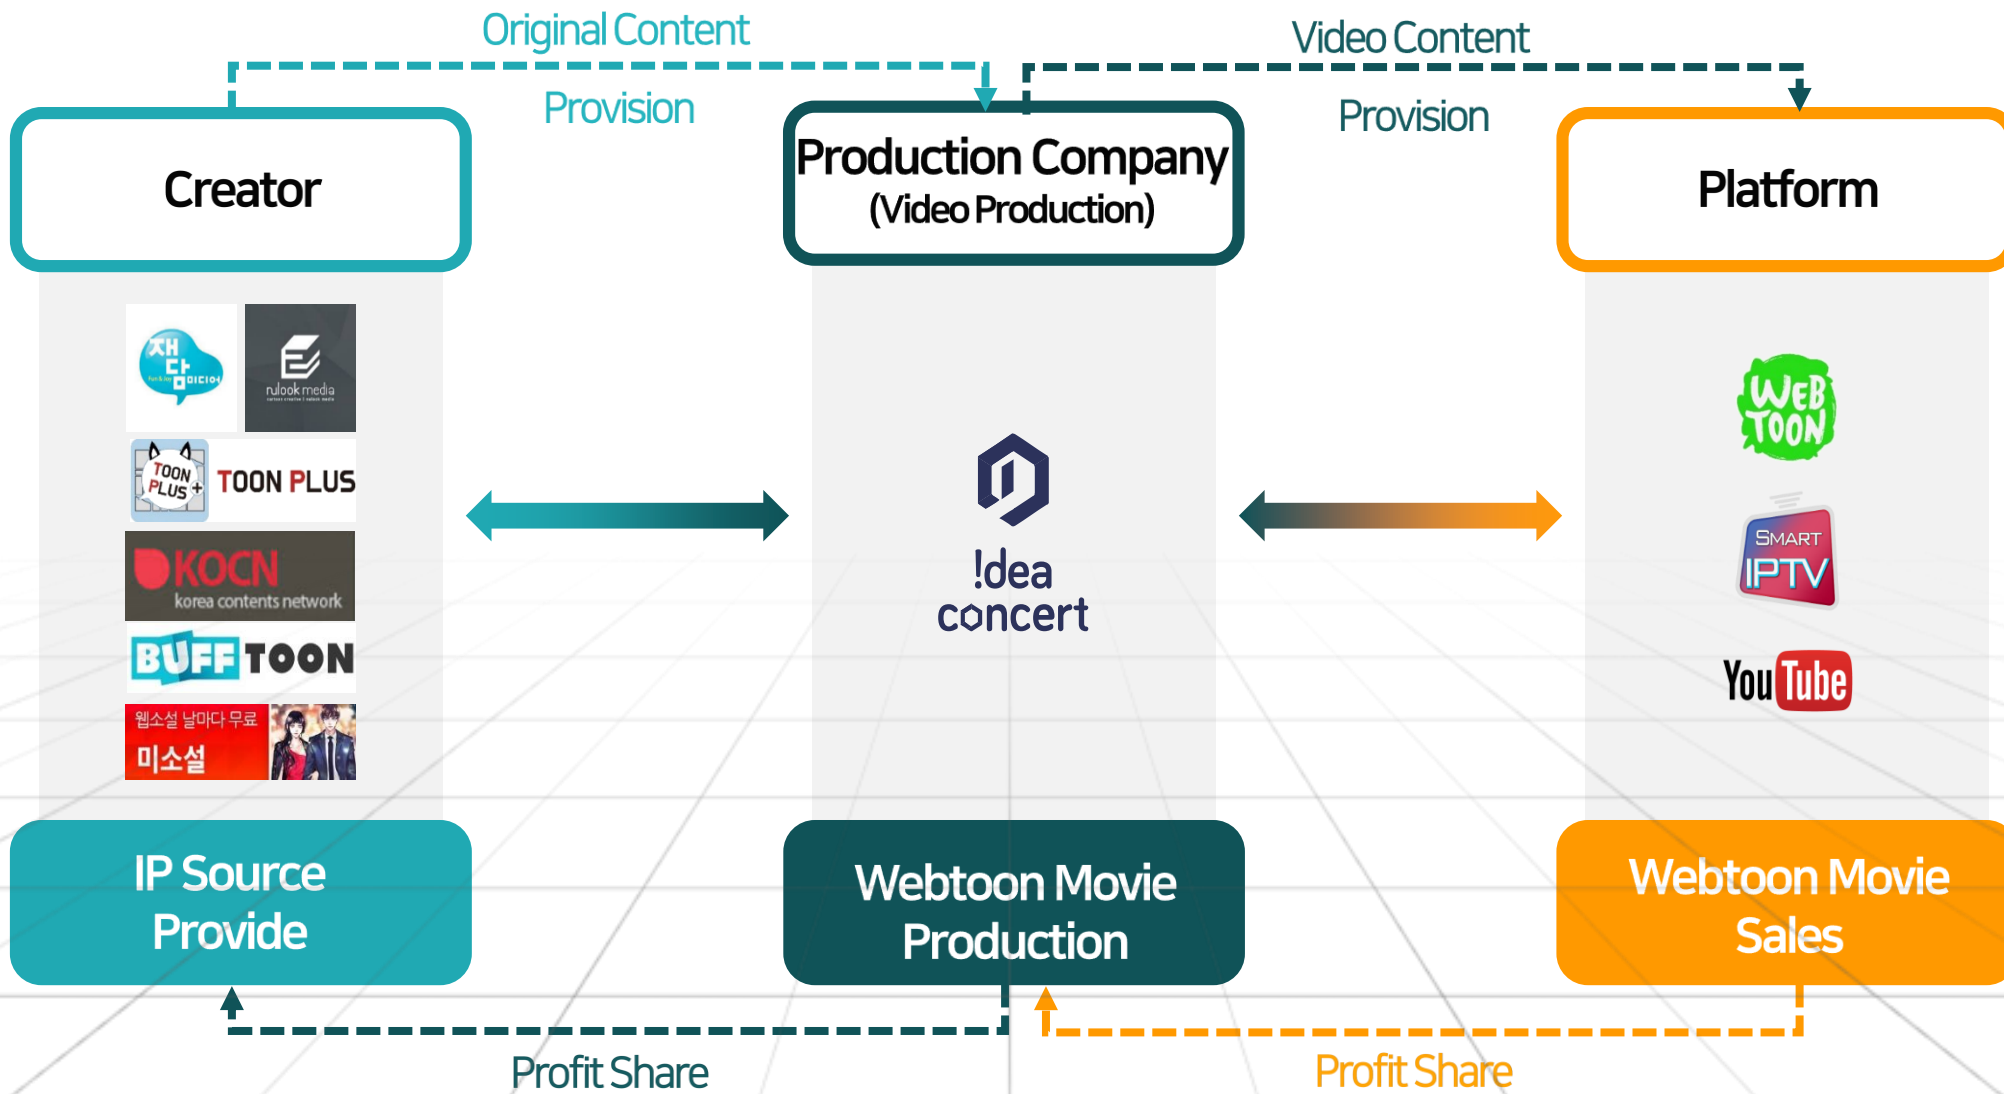 Original Content
Provision
Video Content
Provision
Creator
Production Company
(Video Production)
Platform
재담미디어
rulook media
TOON
PLUS+
TOON PLUS
KOCN
korea contents network
BUFFTOON
웹소설 날마다 무료
미소설
!dea
concert
WEB
TOON
SMART
IPTV
YouTube
IP Source
Provide
Webtoon Movie
Production
Webtoon Movie
Sales
Profit Share
Profit Share